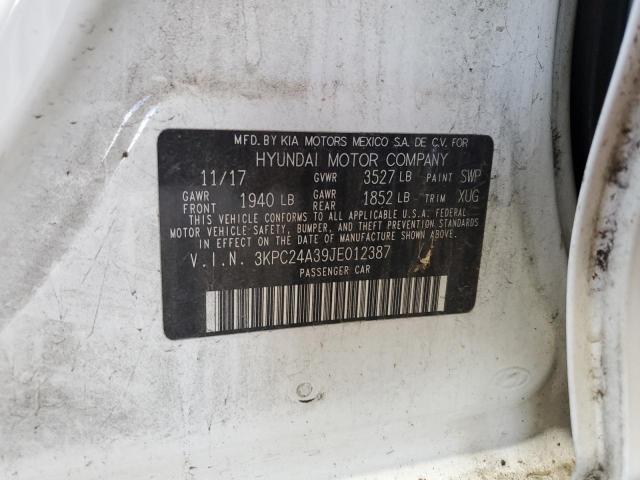 MFD. BY KIA MOTORS MEXICO S.A. DE C.V. FOR
HYUNDAI MOTOR COMPANY
11/17 GVWR 3527 LB PAINT SWP
GAWR FRONT 1940 LB GAWR REAR 1852 LB TRIM XUG
THIS VEHICLE CONFORMS TO ALL APPLICABLE U.S.A. FEDERAL
MOTOR VEHICLE SAFETY, BUMPER, AND THEFT PREVENTION STANDARDS
IN EFFECT ON THE DATE OF MANUFACTURE SHOWN ABOVE.
V.I.N. 3KPC24A39JE012387
PASSENGER CAR